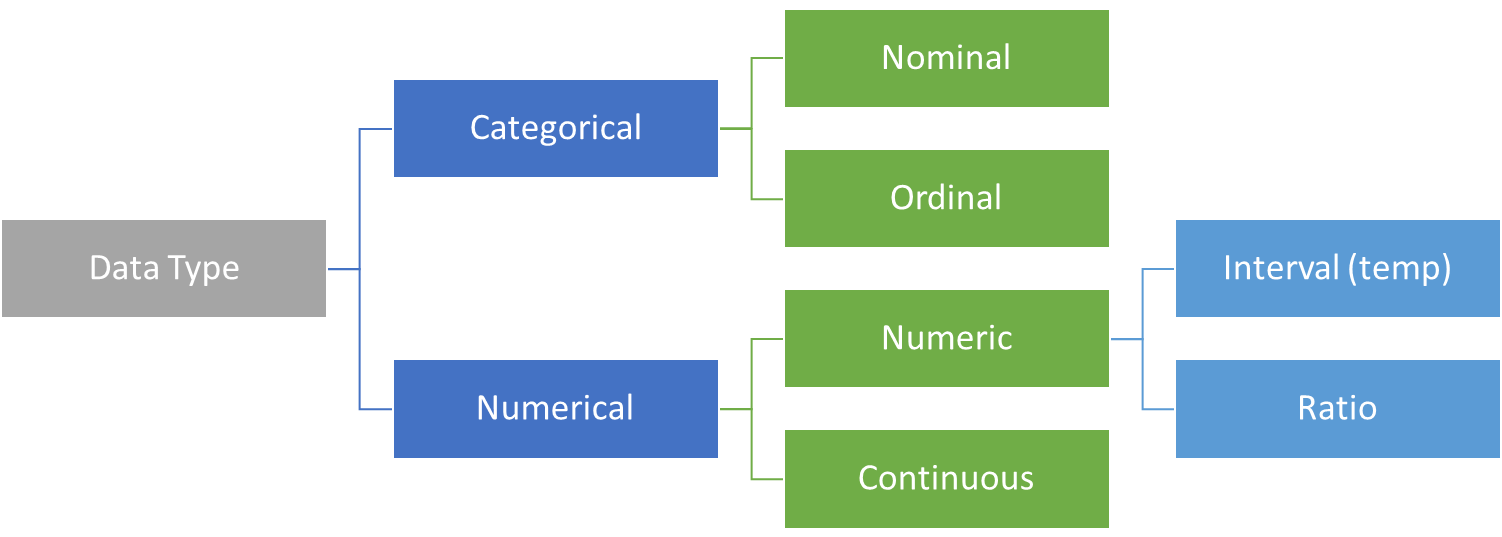 Data Type
Categorical
Nominal
Ordinal
Numerical
Numeric
Interval (temp)
Ratio
Continuous